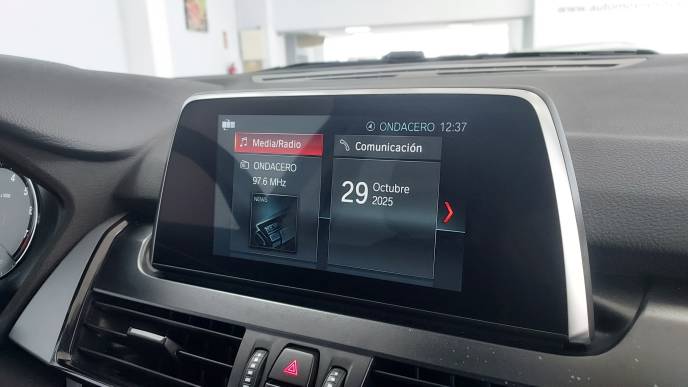 ONDACERO 12:37
Media/Radio
ONDACERO
97.6 MHz
NEWS
Comunicación
29 Octubre
2025